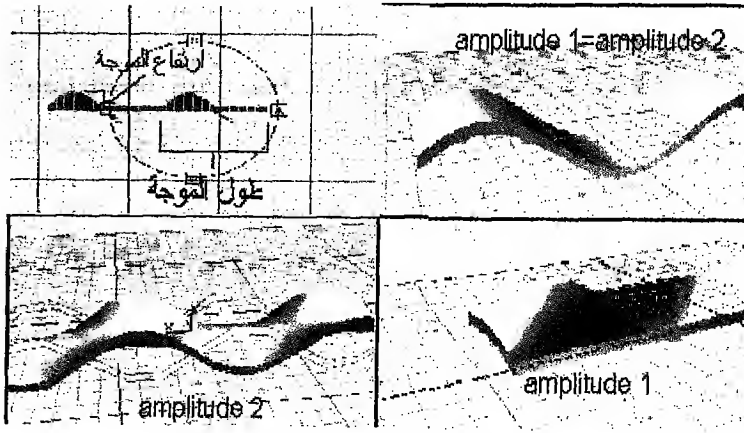 ارتفاع الموجة
طول الموجة
amplitude 1=amplitude 2
amplitude 2
amplitude 1